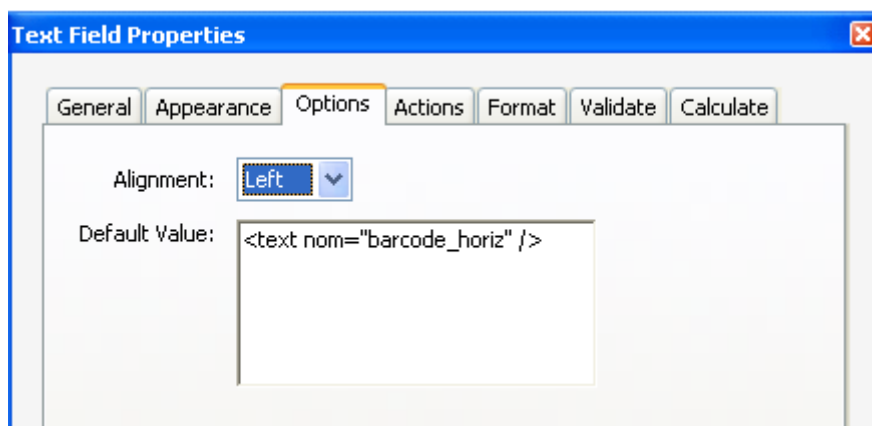 Text Field Properties
General Appearance Options Actions Format Validate Calculate
Alignment: Left
Default Value: <text nom="barcode_horiz" />